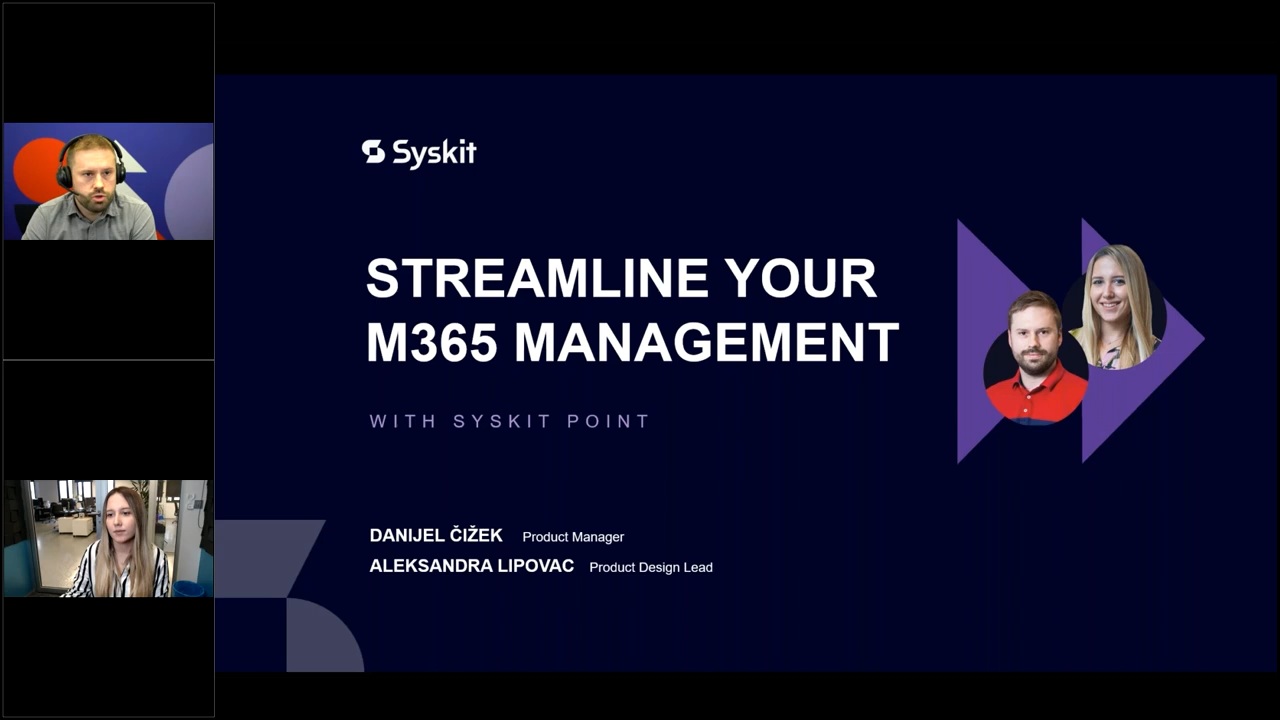 Syskit
STREAMLINE YOUR
M365 MANAGEMENT
WITH SYSKIT POINT
DANIJEL ČIŽEK Product Manager
ALEKSANDRA LIPOVAC Product Design Lead